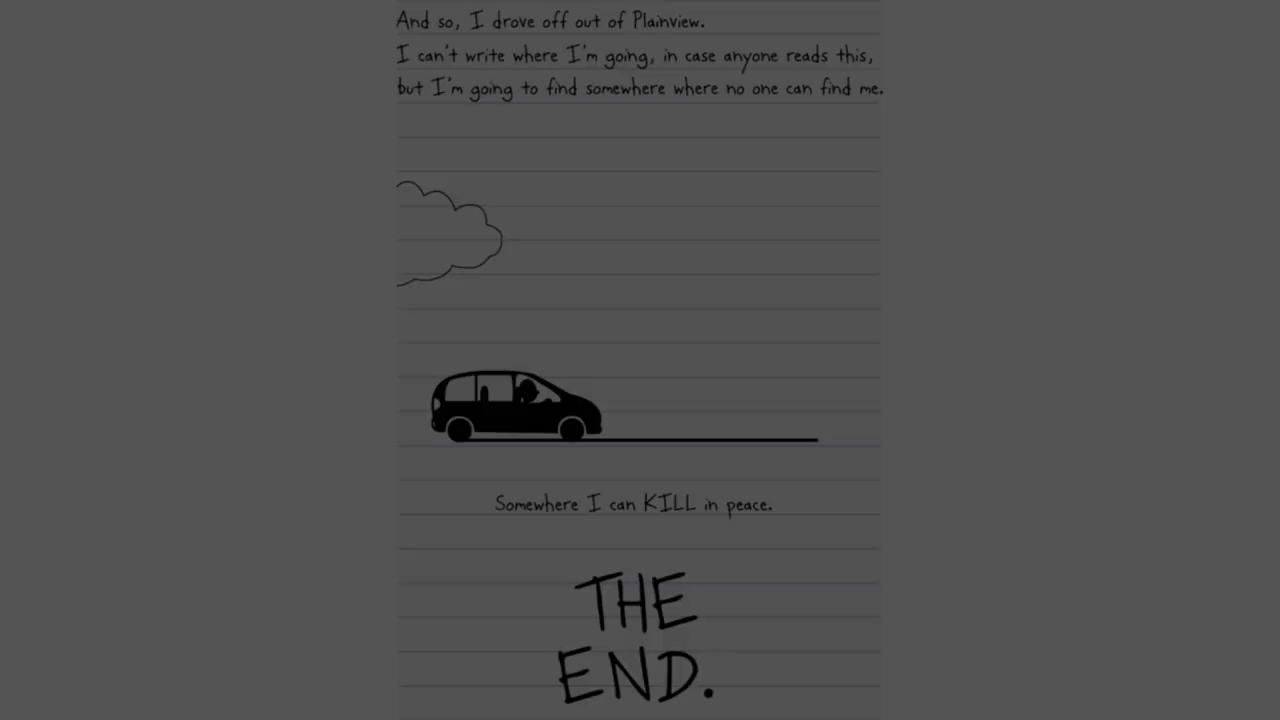 And so, I drove off out of Plainview.
I can't write where I'm going, in case anyone reads this,
but I'm going to find somewhere where no one can find me.
Somewhere I can KILL in peace.
THE
END.